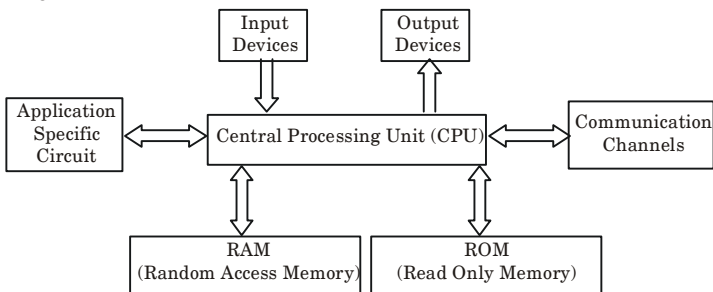 Input
Devices
Output
Devices
Application
Specific
Circuit
Central Processing Unit (CPU)
Communication
Channels
RAM
(Random Access Memory)
ROM
(Read Only Memory)